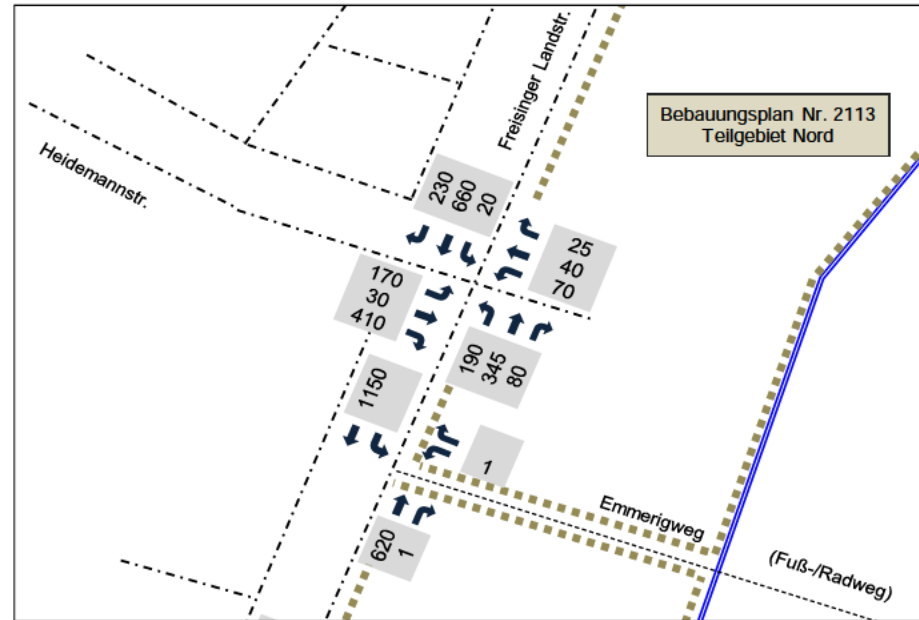 Freisinger Landstr.
Bebauungsplan Nr. 2113
Teilgebiet Nord
Heidemannstr.
230
660
20
25
40
70
170
30
410
190
345
80
1150
1
Emmerigweg
(Fuß-/Radweg)
620
1